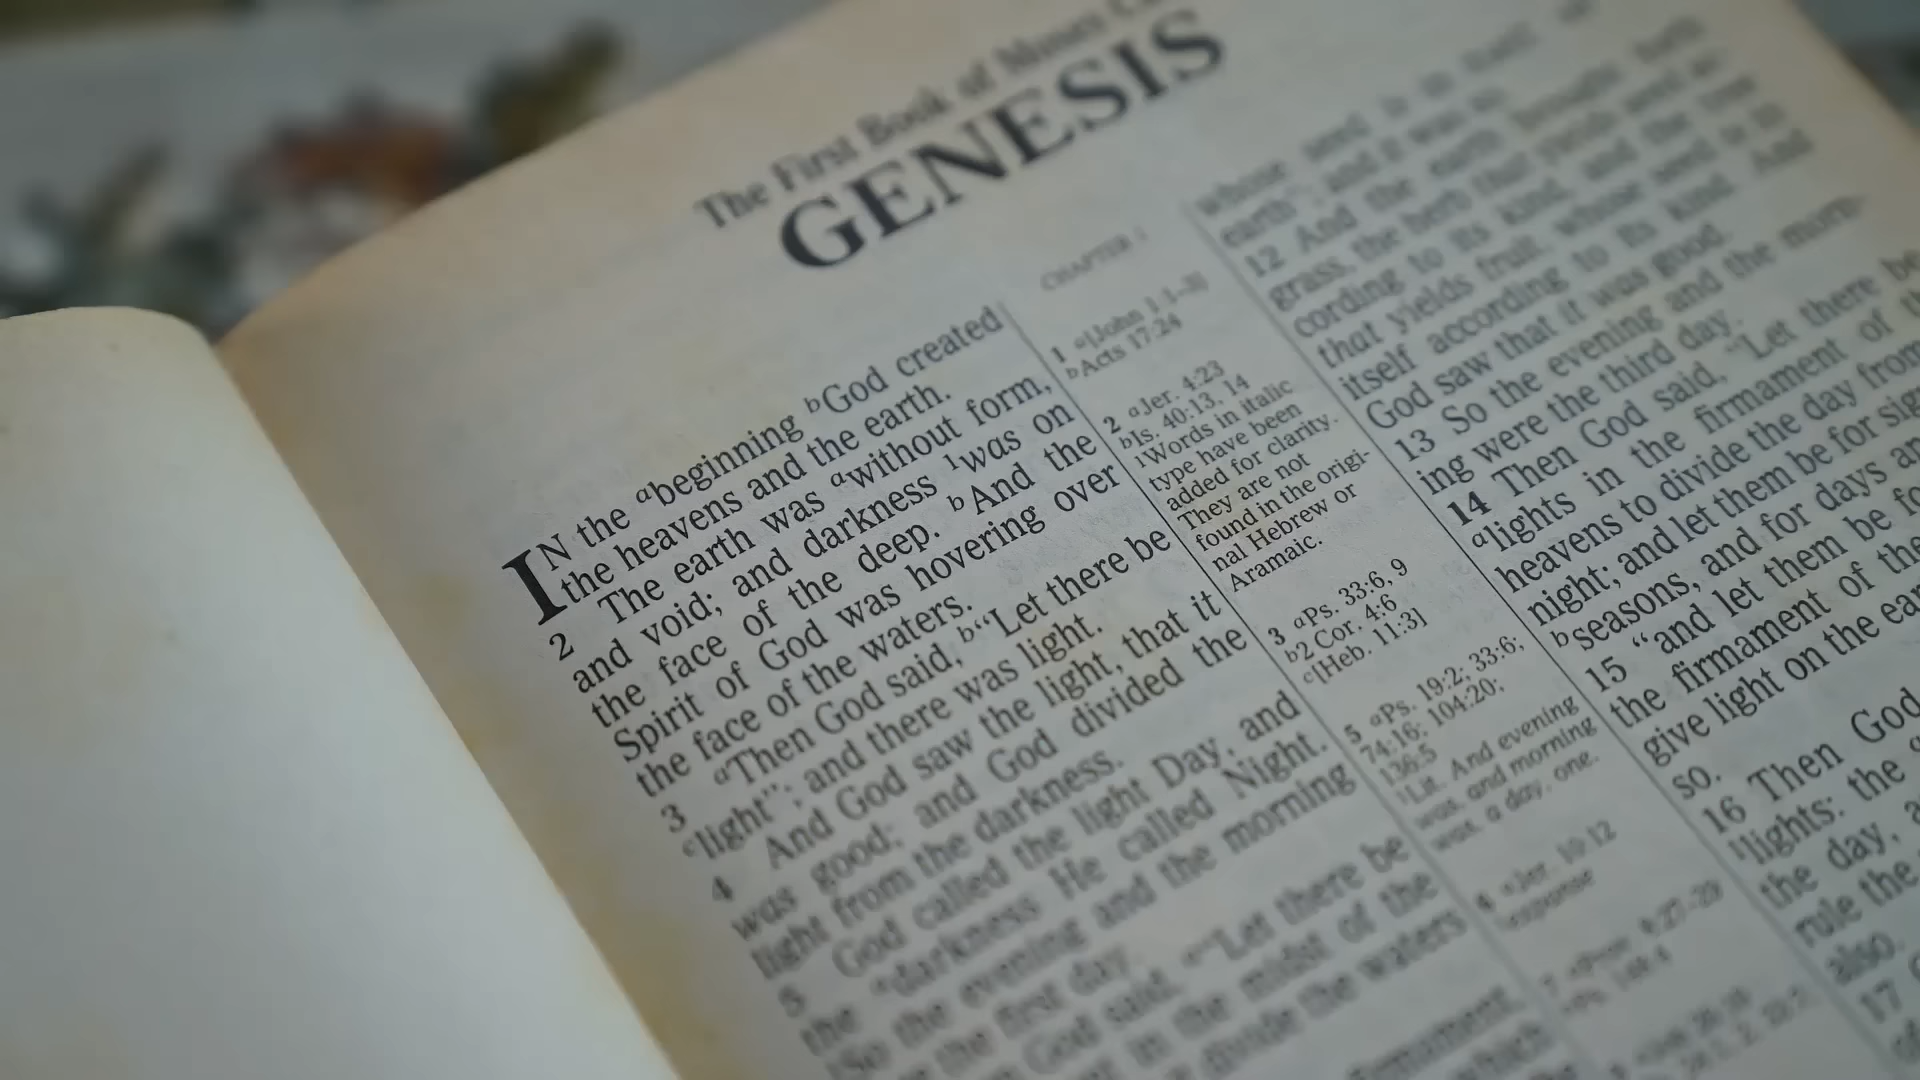 The First Book of Moses
GENESIS
IN the ᵃbeginning ᵇGod created
the heavens and the earth.
2 The earth was ᵃwithout form,
and void; and darkness ¹was on
the face of the deep. ᵇAnd the
Spirit of God was hovering over
the face of the waters.
3 ᵃThen God said, ᵇ“Let there be
ᶜlight”; and there was light.
4 And God saw the light, that it
was good; and God divided the
light from the darkness.
5 God called the light Day, and
the ᵃdarkness He called Night.
¹So the evening and the morning
the first day.
God said, ᵃ“Let there be
in the midst of the
divide the waters
firmament,
which
CHAPTER 1
1 ᵃ[John 1:1–3]
ᵇActs 17:24
2 ᵃJer. 4:23
ᵇIs. 40:13, 14
¹Words in italic
type have been
added for clarity.
They are not
found in the origi-
nal Hebrew or
Aramaic.
3 ᵃPs. 33:6, 9
ᵇ2 Cor. 4:6
ᶜ[Heb. 11:3]
5 ᵃPs. 19:2; 33:6;
74:16; 104:20;
136:5
¹Lit. And evening
was, and morning
was, a day, one.
6 ᵃJer. 10:12
¹expanse
whose seed is in itself
earth”; and it was so.
12 And the earth brought forth
grass, the herb that yields seed ac-
cording to its kind, and the tree
that yields fruit, whose seed is in
itself according to its kind. And
God saw that it was good.
13 So the evening and the morn-
ing were the third day.
14 Then God said, “Let there be
ᵃlights in the firmament of the
heavens to divide the day from
night; and let them be for sig
ᵇseasons, and for days an
15 “and let them be fo
the firmament of the
give light on the ear
so.
16 Then God
¹lights: the
the day, a
rule the
also.
17